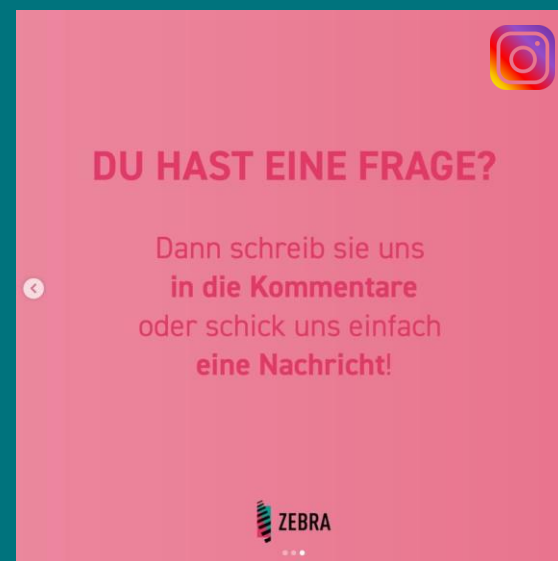 DU HAST EINE FRAGE?
Dann schreib sie uns
in die Kommentare
oder schick uns einfach
eine Nachricht!
ZEBRA